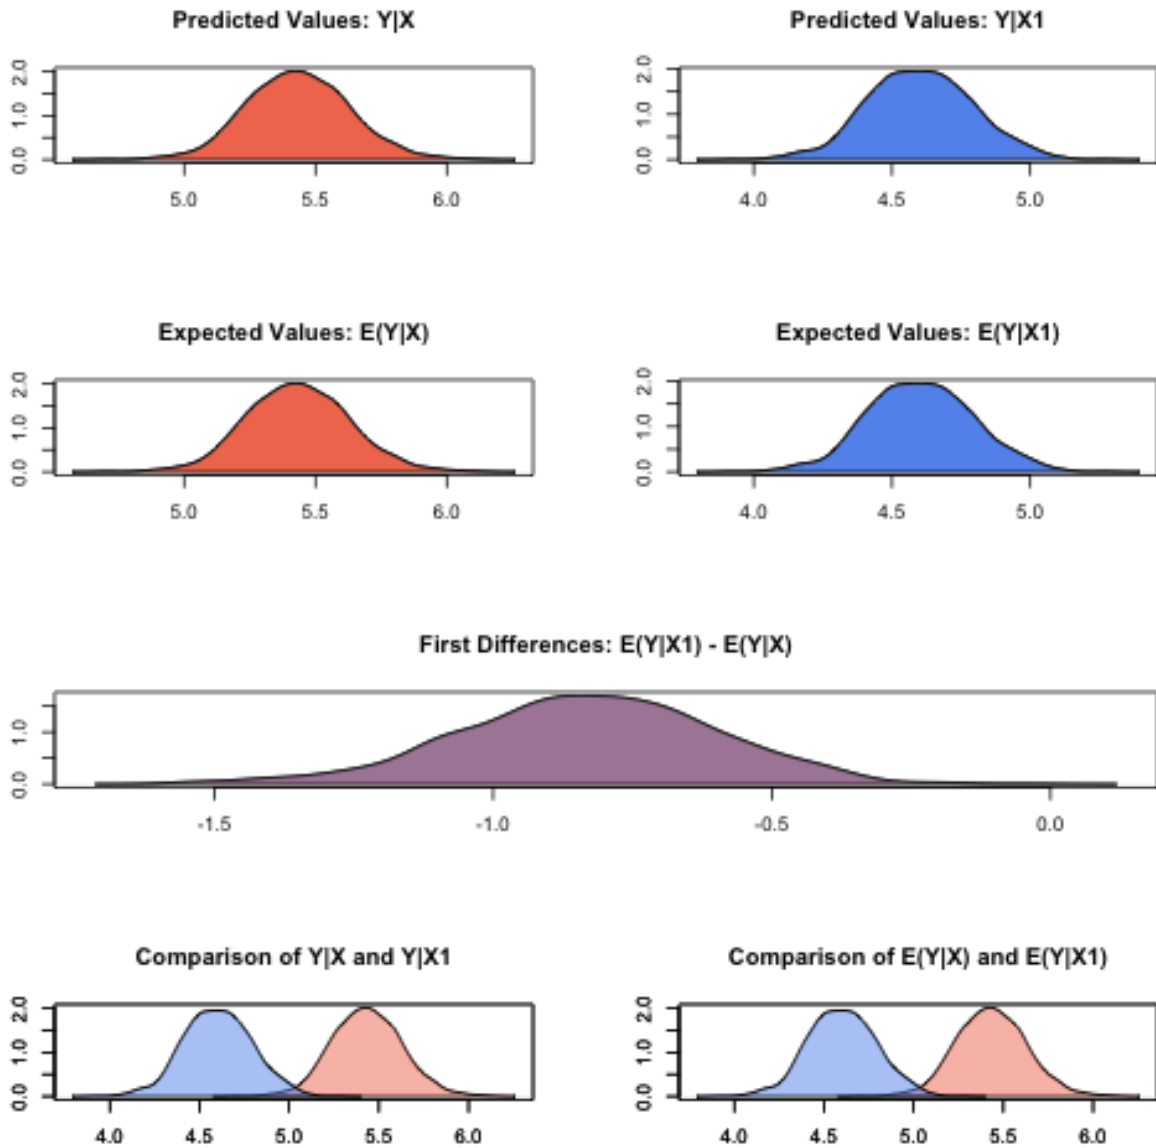 Predicted Values: Y|X
Predicted Values: Y|X1
0.0 1.0 2.0
5.0 5.5 6.0
0.0 1.0 2.0
4.0 4.5 5.0
Expected Values: E(Y|X)
Expected Values: E(Y|X1)
0.0 1.0 2.0
5.0 5.5 6.0
0.0 1.0 2.0
4.0 4.5 5.0
First Differences: E(Y|X1) - E(Y|X)
0.0 1.0
-1.5 -1.0 -0.5 0.0
Comparison of Y|X and Y|X1
Comparison of E(Y|X) and E(Y|X1)
0.0 1.0 2.0
4.0 4.5 5.0 5.5 6.0
0.0 1.0 2.0
4.0 4.5 5.0 5.5 6.0